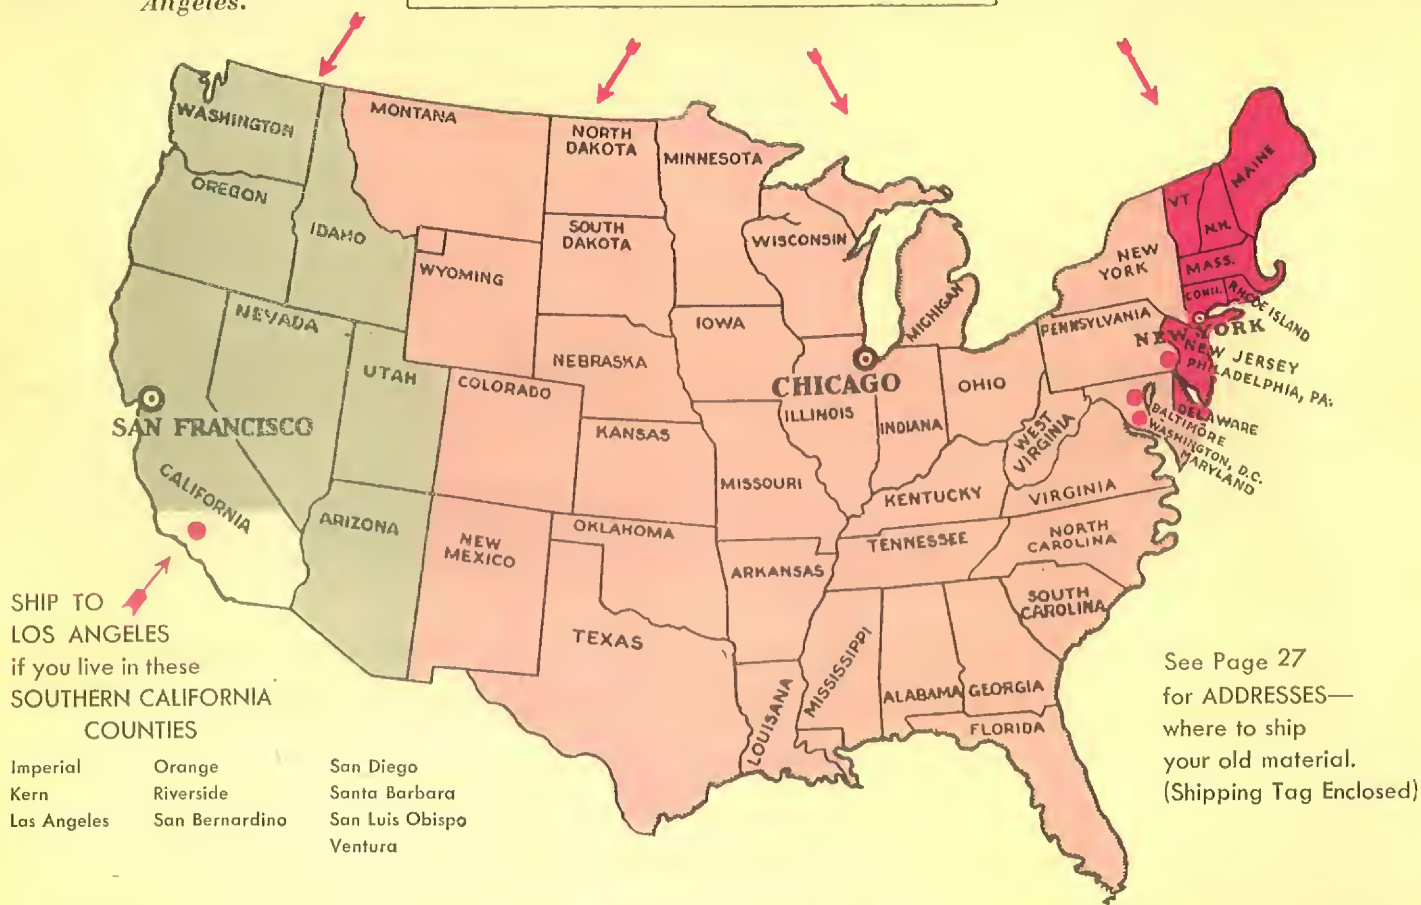 Angeles.
WASHINGTON
OREGON
IDAHO
MONTANA
NORTH
DAKOTA
MINNESOTA
SOUTH
DAKOTA
WISCONSIN
MICHIGAN
WYOMING
NEVADA
UTAH
COLORADO
NEBRASKA
IOWA
KANSAS
MISSOURI
ILLINOIS
INDIANA
OHIO
CHICAGO
SAN FRANCISCO
CALIFORNIA
ARIZONA
NEW
MEXICO
OKLAHOMA
TEXAS
ARKANSAS
LOUISANA
MISSISSIPPI
ALABAMA
GEORGIA
FLORIDA
SOUTH
CAROLINA
NORTH
CAROLINA
TENNESSEE
KENTUCKY
VIRGINIA
WEST
VIRGINIA
PENNSYLVANIA
NEW
YORK
VT
N.H.
MAINE
MASS.
CONN.
RHODE ISLAND
NEW YORK
NEW JERSEY
PHILADELPHIA, PA.
DELAWARE
BALTIMORE
WASHINGTON, D.C.
MARYLAND
SHIP TO
LOS ANGELES
if you live in these
SOUTHERN CALIFORNIA
COUNTIES
Imperial
Kern
Las Angeles
Orange
Riverside
San Bernardino
San Diego
Santa Barbara
San Luis Obispo
Ventura
See Page 27
for ADDRESSES—
where to ship
your old material.
(Shipping Tag Enclosed)